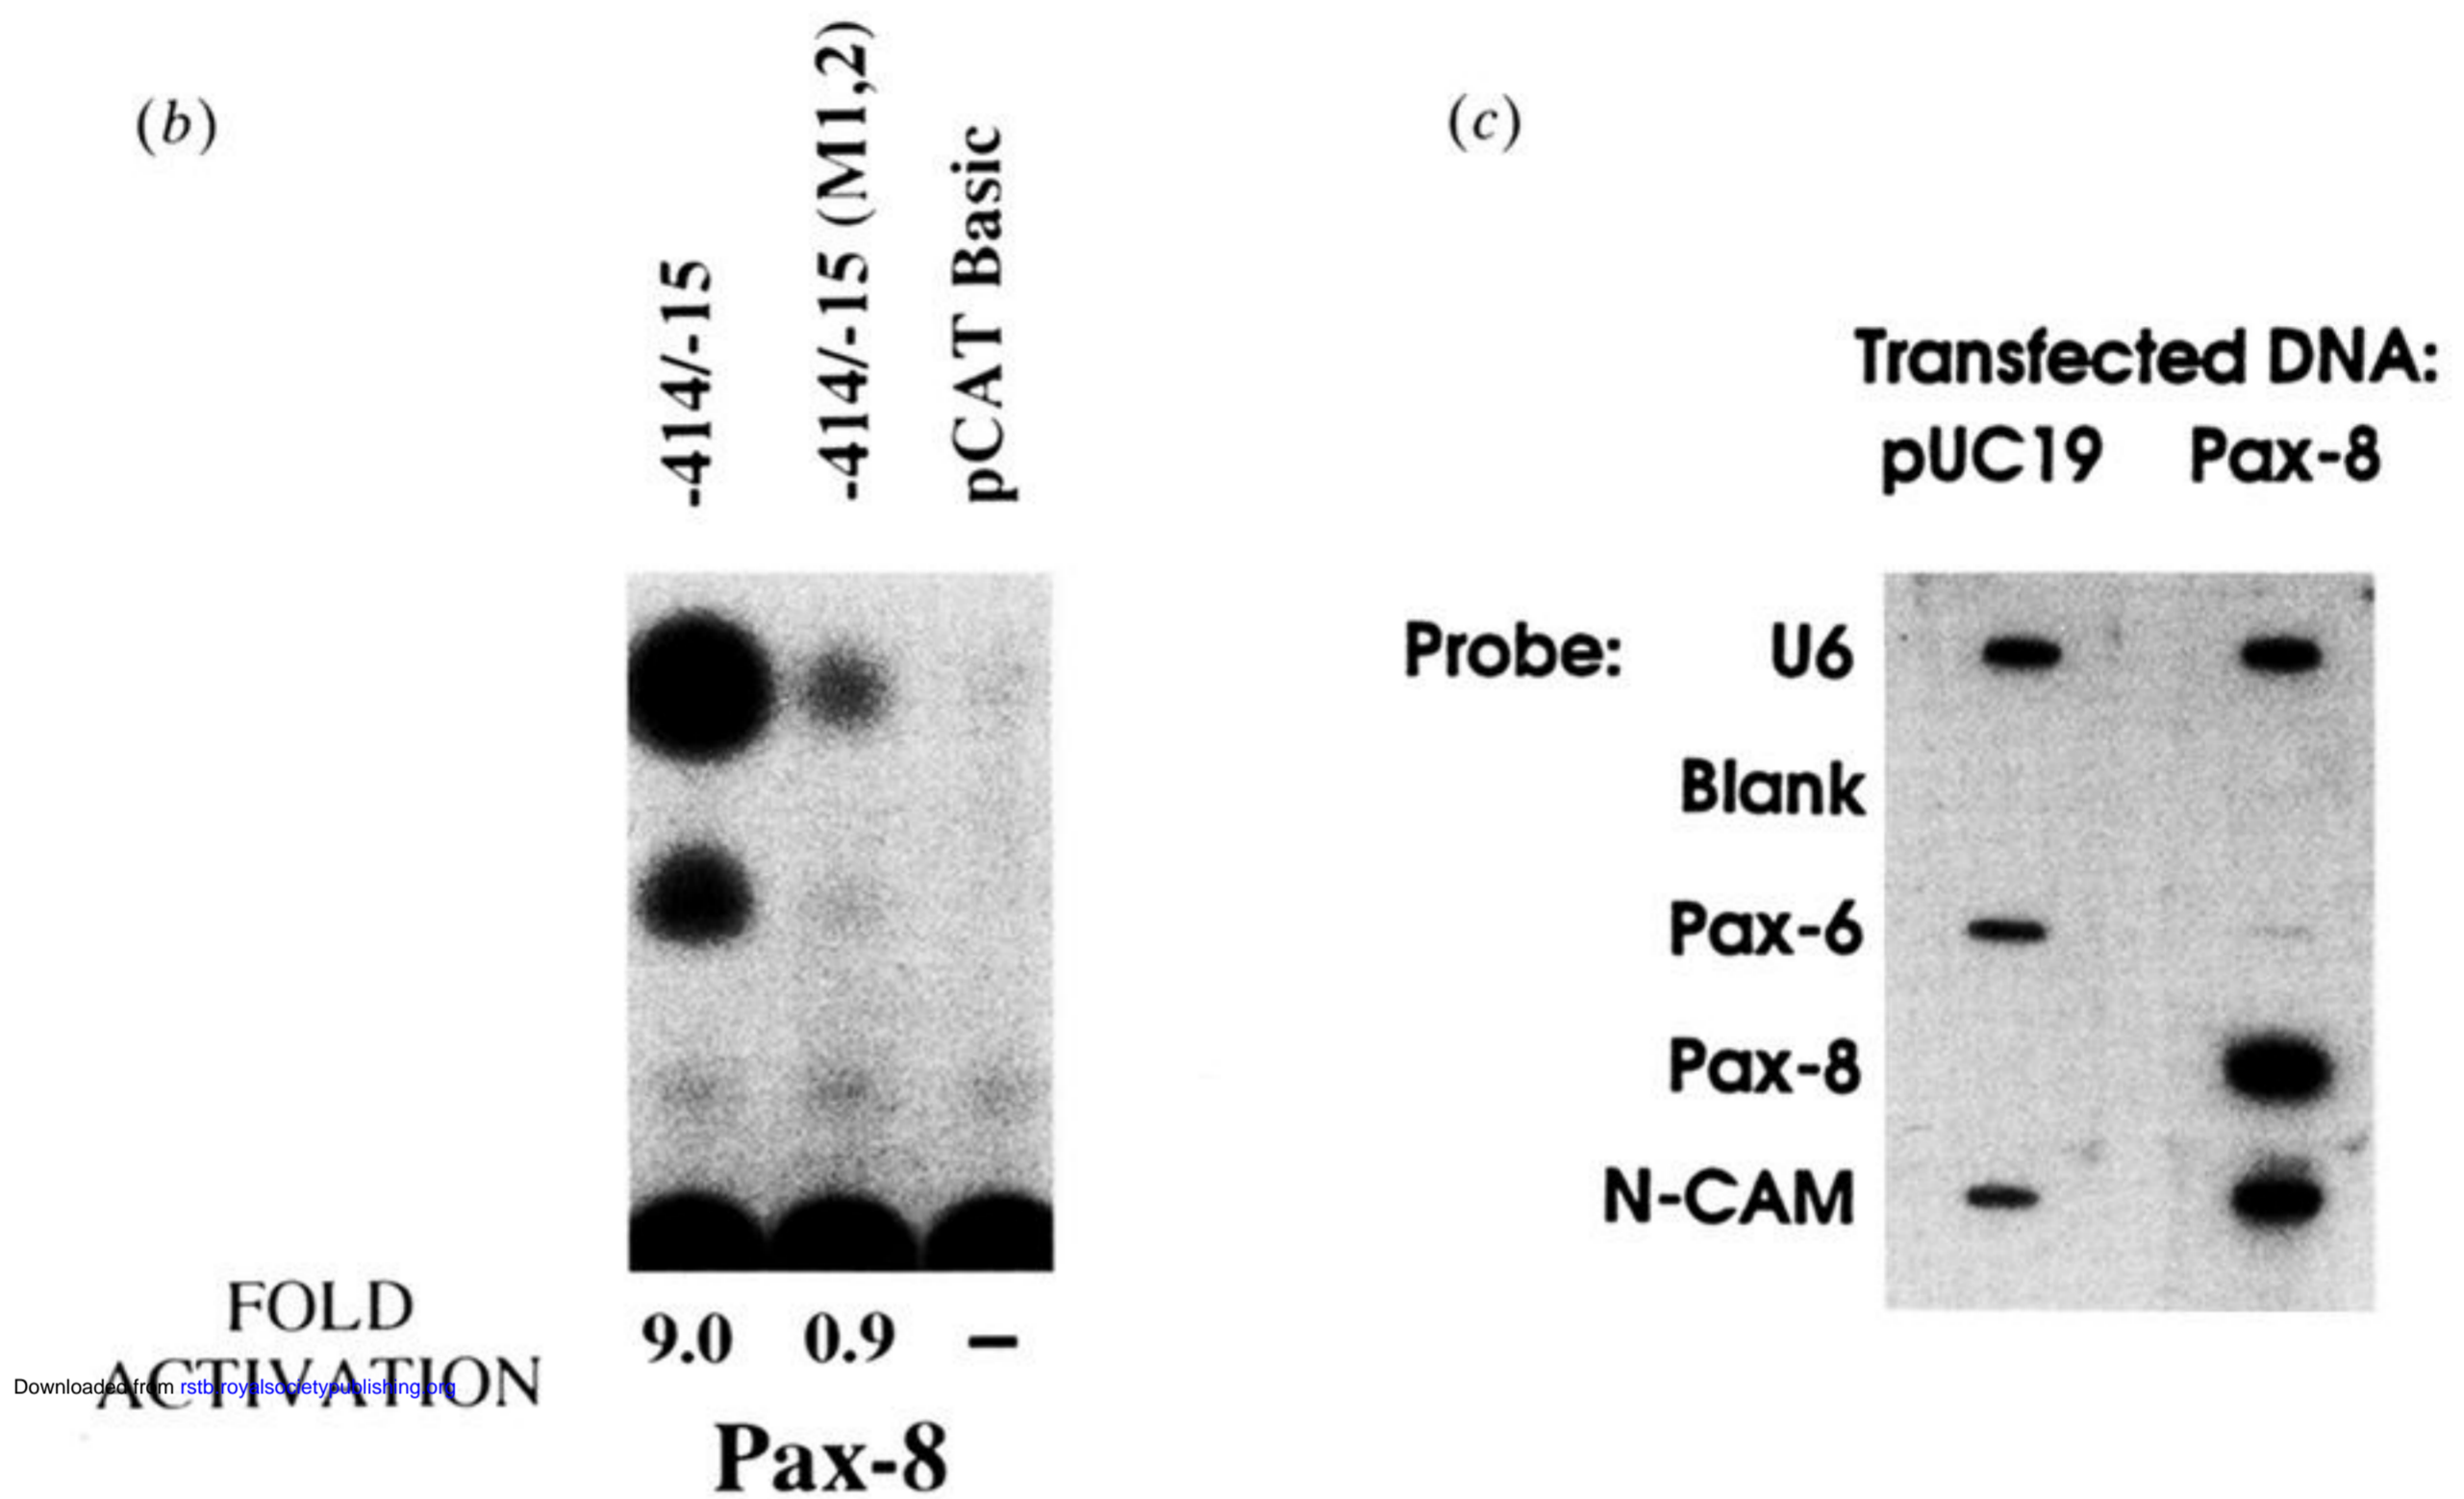 (b)
-414/-15
-414/-15 (M1,2)
pCAT Basic
FOLD
ACTIVATION
9.0 0.9 –
Pax-8
Downloaded from rstb.royalsocietypublishing.org
(c)
Transfected DNA:
pUC19 Pax-8
Probe: U6
Blank
Pax-6
Pax-8
N-CAM